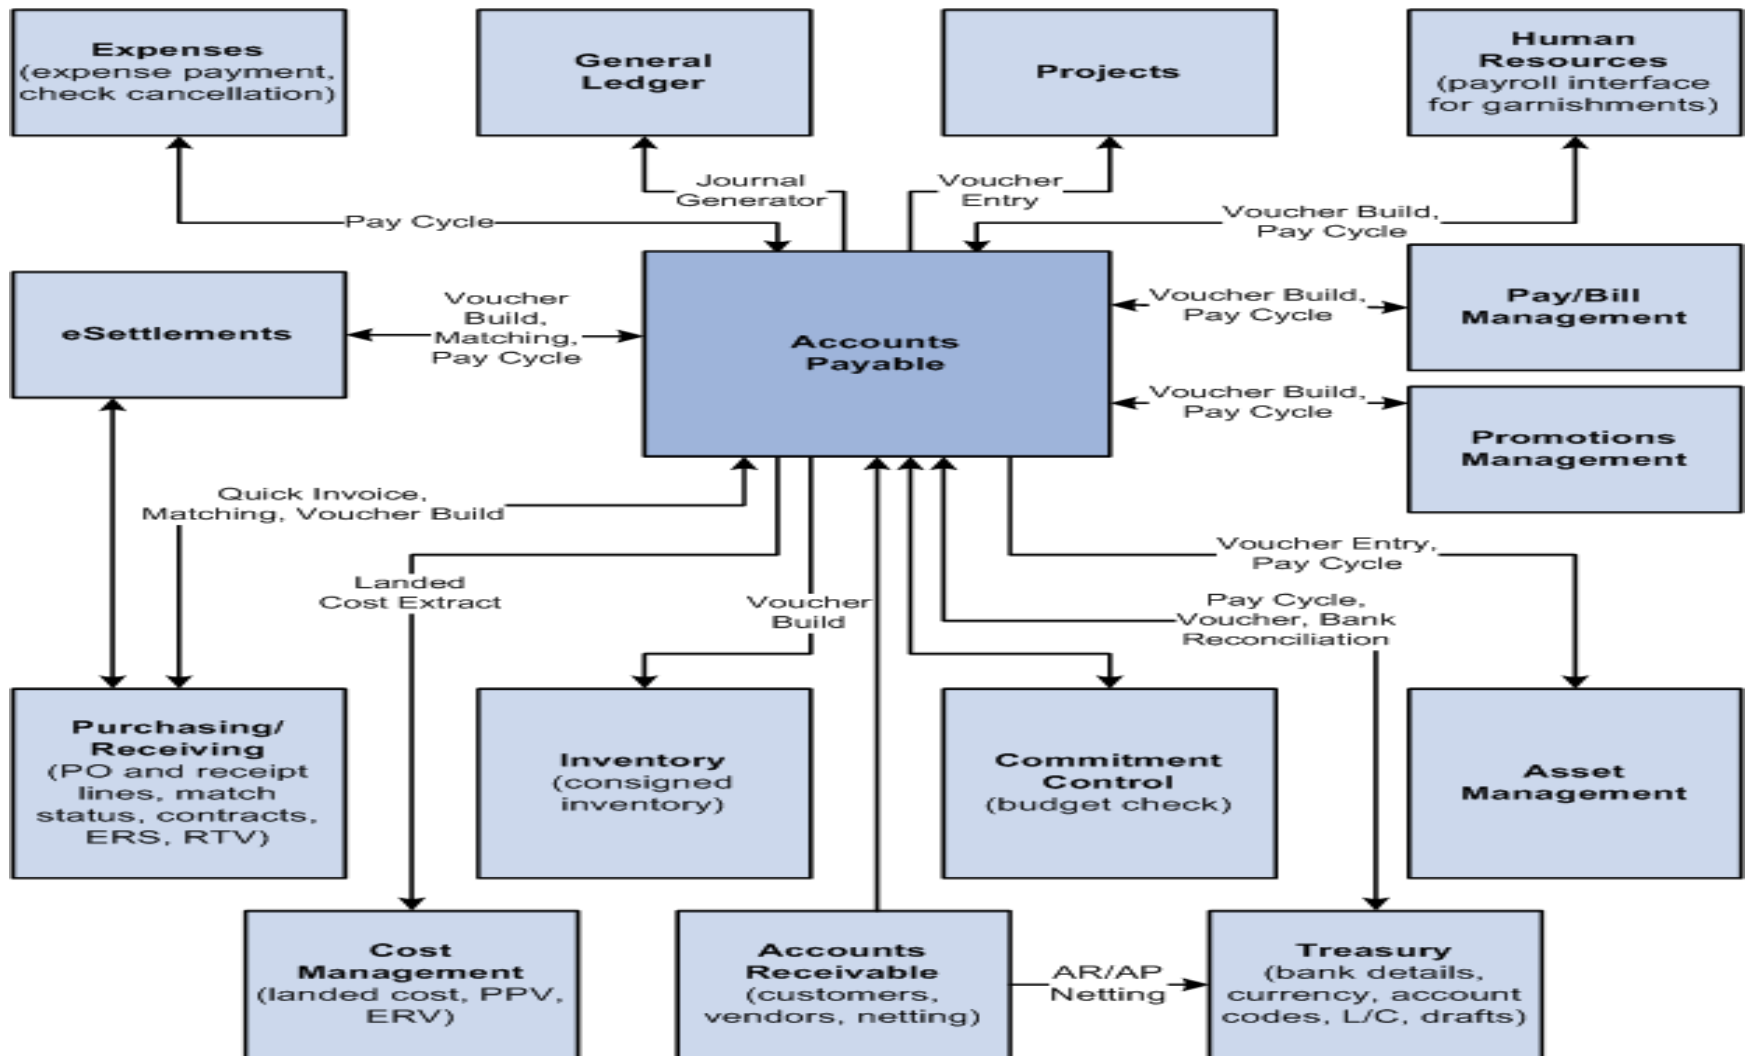 Expenses
(expense payment,
check cancellation)
General
Ledger
Projects
Human
Resources
(payroll interface
for garnishments)
Journal
Generator
Voucher
Entry
Pay Cycle
Voucher Build,
Pay Cycle
eSettlements
Voucher
Build,
Matching,
Pay Cycle
Accounts
Payable
Voucher Build,
Pay Cycle
Pay/Bill
Management
Voucher Build,
Pay Cycle
Promotions
Management
Quick Invoice,
Matching, Voucher Build
Landed
Cost Extract
Voucher
Build
Voucher Entry,
Pay Cycle
Pay Cycle,
Voucher, Bank
Reconciliation
Purchasing/
Receiving
(PO and receipt
lines, match
status, contracts,
ERS, RTV)
Inventory
(consigned
inventory)
Commitment
Control
(budget check)
Asset
Management
Cost
Management
(landed cost, PPV,
ERV)
Accounts
Receivable
(customers,
vendors, netting)
AR/AP
Netting
Treasury
(bank details,
currency, account
codes, L/C, drafts)